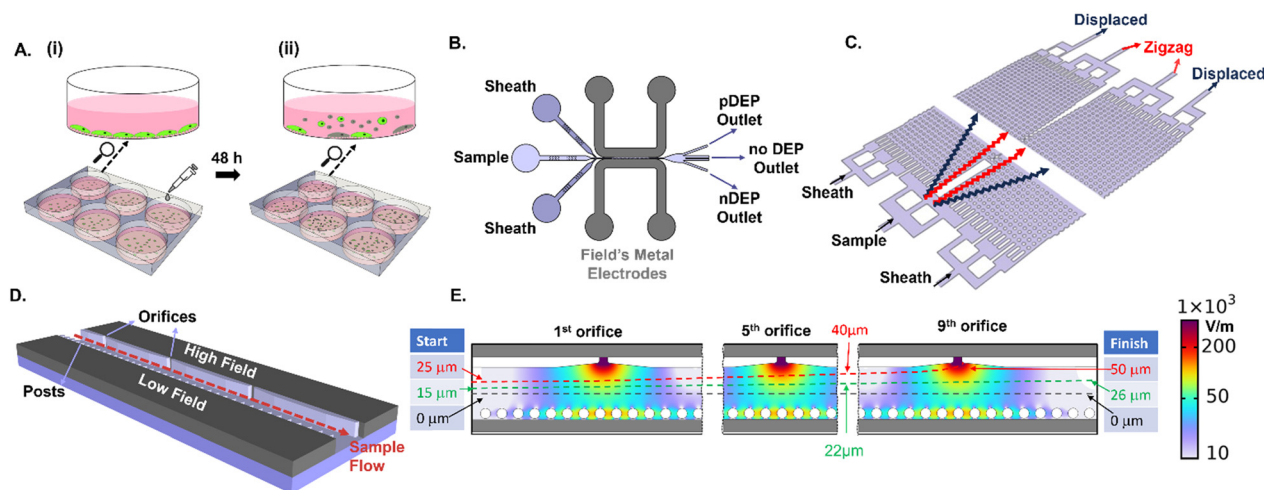 A.
(i)
(ii)
48 h
B.
Sheath
Sample
Sheath
pDEP
Outlet
no DEP
Outlet
nDEP
Outlet
Field's Metal
Electrodes
C.
Displaced
Zigzag
Displaced
Sheath
Sample
Sheath
D.
Orifices
High Field
Posts
Low Field
Sample
Flow
E.
1st orifice
5th orifice
40μm
9th orifice
Start
25 μm
15 μm
0 μm
22μm
Finish
50 μm
26 μm
0 μm
1×10³
V/m
200
50
10